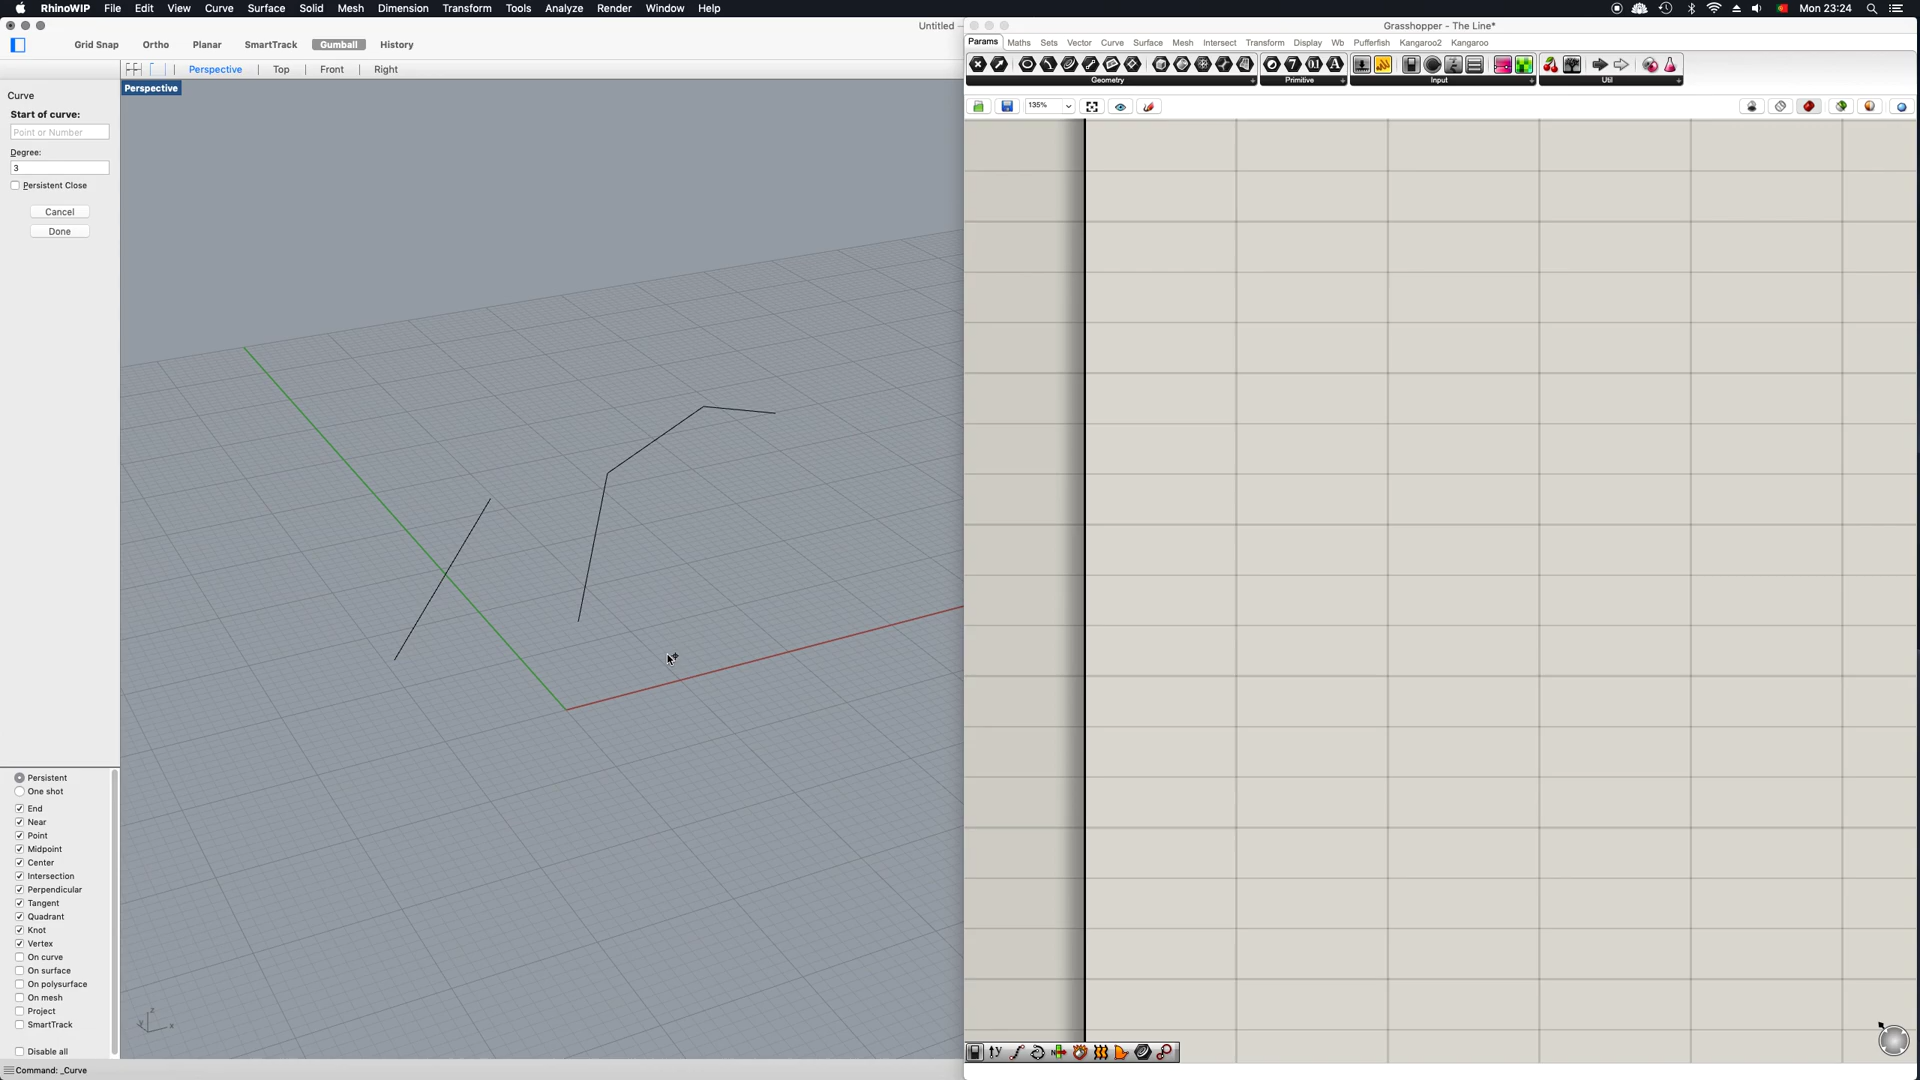 RhinoWIP File Edit View Curve Surface Solid Mesh Dimension Transform Tools Analyze Render Window Help Mon 23:24
Untitled —
Grid Snap Ortho Planar SmartTrack Gumball History
Perspective | Top | Front | Right
Perspective
Curve
Start of curve:
Point or Number
Degree:
3
Persistent Close
Cancel
Done
Persistent
One shot
End
Near
Point
Midpoint
Center
Intersection
Perpendicular
Tangent
Quadrant
Knot
Vertex
On curve
On surface
On polysurface
On mesh
Project
SmartTrack
Disable all
Command: _Curve
z
y
x
Grasshopper - The Line*
Params Maths Sets Vector Curve Surface Mesh Intersect Transform Display Wb Pufferfish Kangaroo2 Kangaroo
Geometry Primitive Input Util
135%